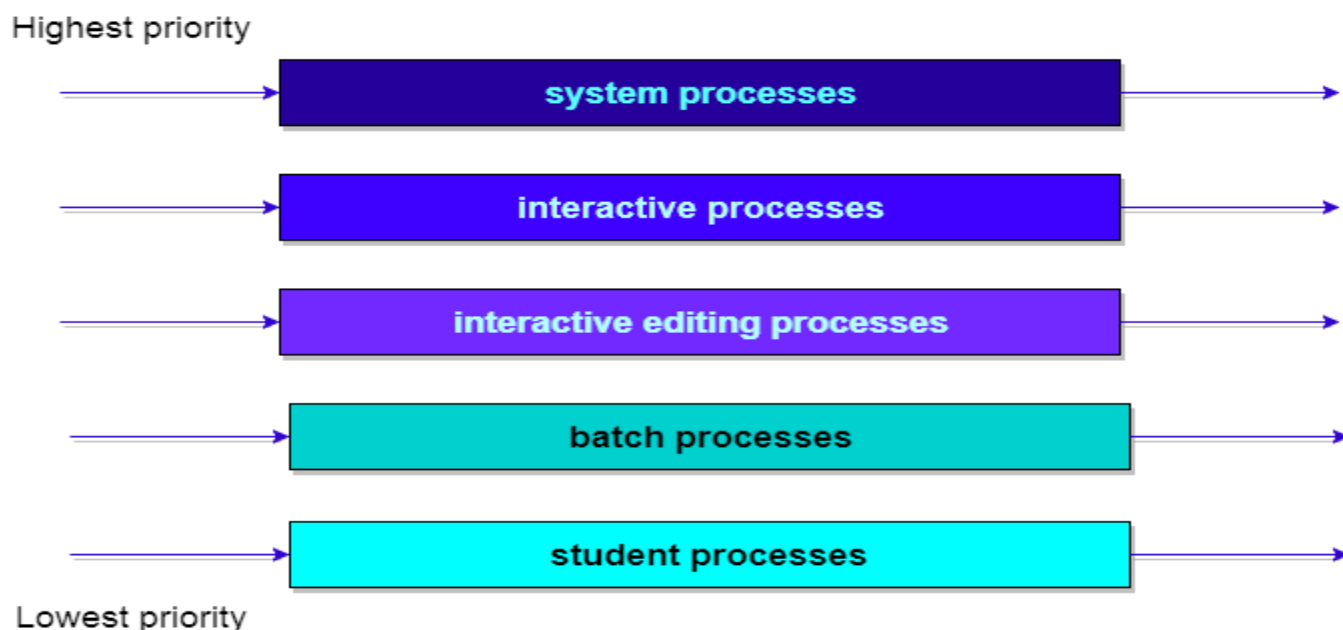 Highest priority
system processes
interactive processes
interactive editing processes
batch processes
student processes
Lowest priority